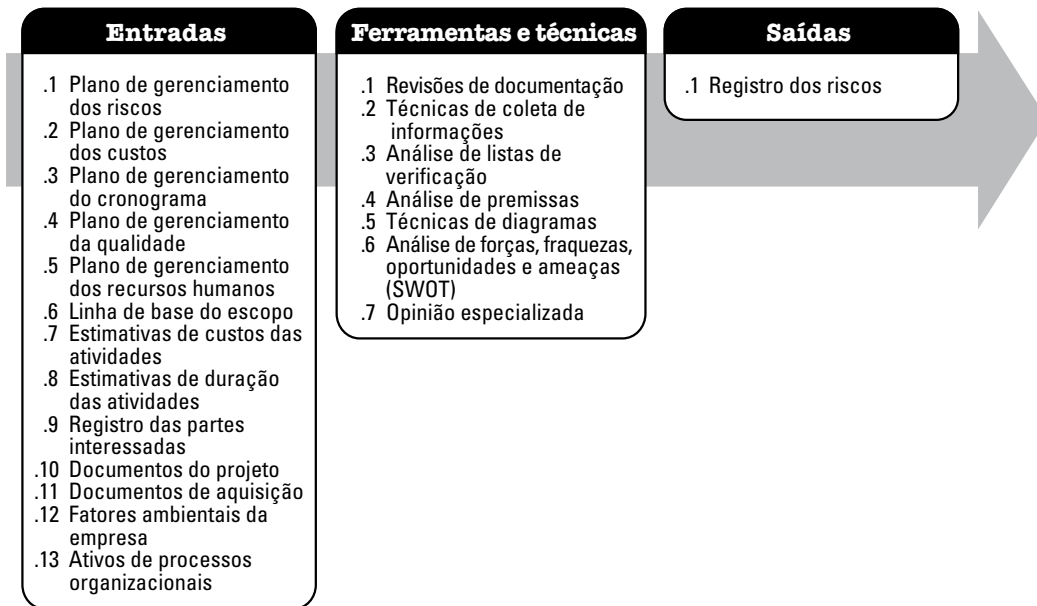 Entradas
.1 Plano de gerenciamento
dos riscos
.2 Plano de gerenciamento
dos custos
.3 Plano de gerenciamento
do cronograma
.4 Plano de gerenciamento
da qualidade
.5 Plano de gerenciamento
dos recursos humanos
.6 Linha de base do escopo
.7 Estimativas de custos das
atividades
.8 Estimativas de duração
das atividades
.9 Registro das partes
interessadas
.10 Documentos do projeto
.11 Documentos de aquisição
.12 Fatores ambientais da
empresa
.13 Ativos de processos
organizacionais
Ferramentas e técnicas
.1 Revisões de documentação
.2 Técnicas de coleta de
informações
.3 Análise de listas de
verificação
.4 Análise de premissas
.5 Técnicas de diagramas
.6 Análise de forças, fraquezas,
oportunidades e ameaças
(SWOT)
.7 Opinião especializada
Saídas
.1 Registro dos riscos